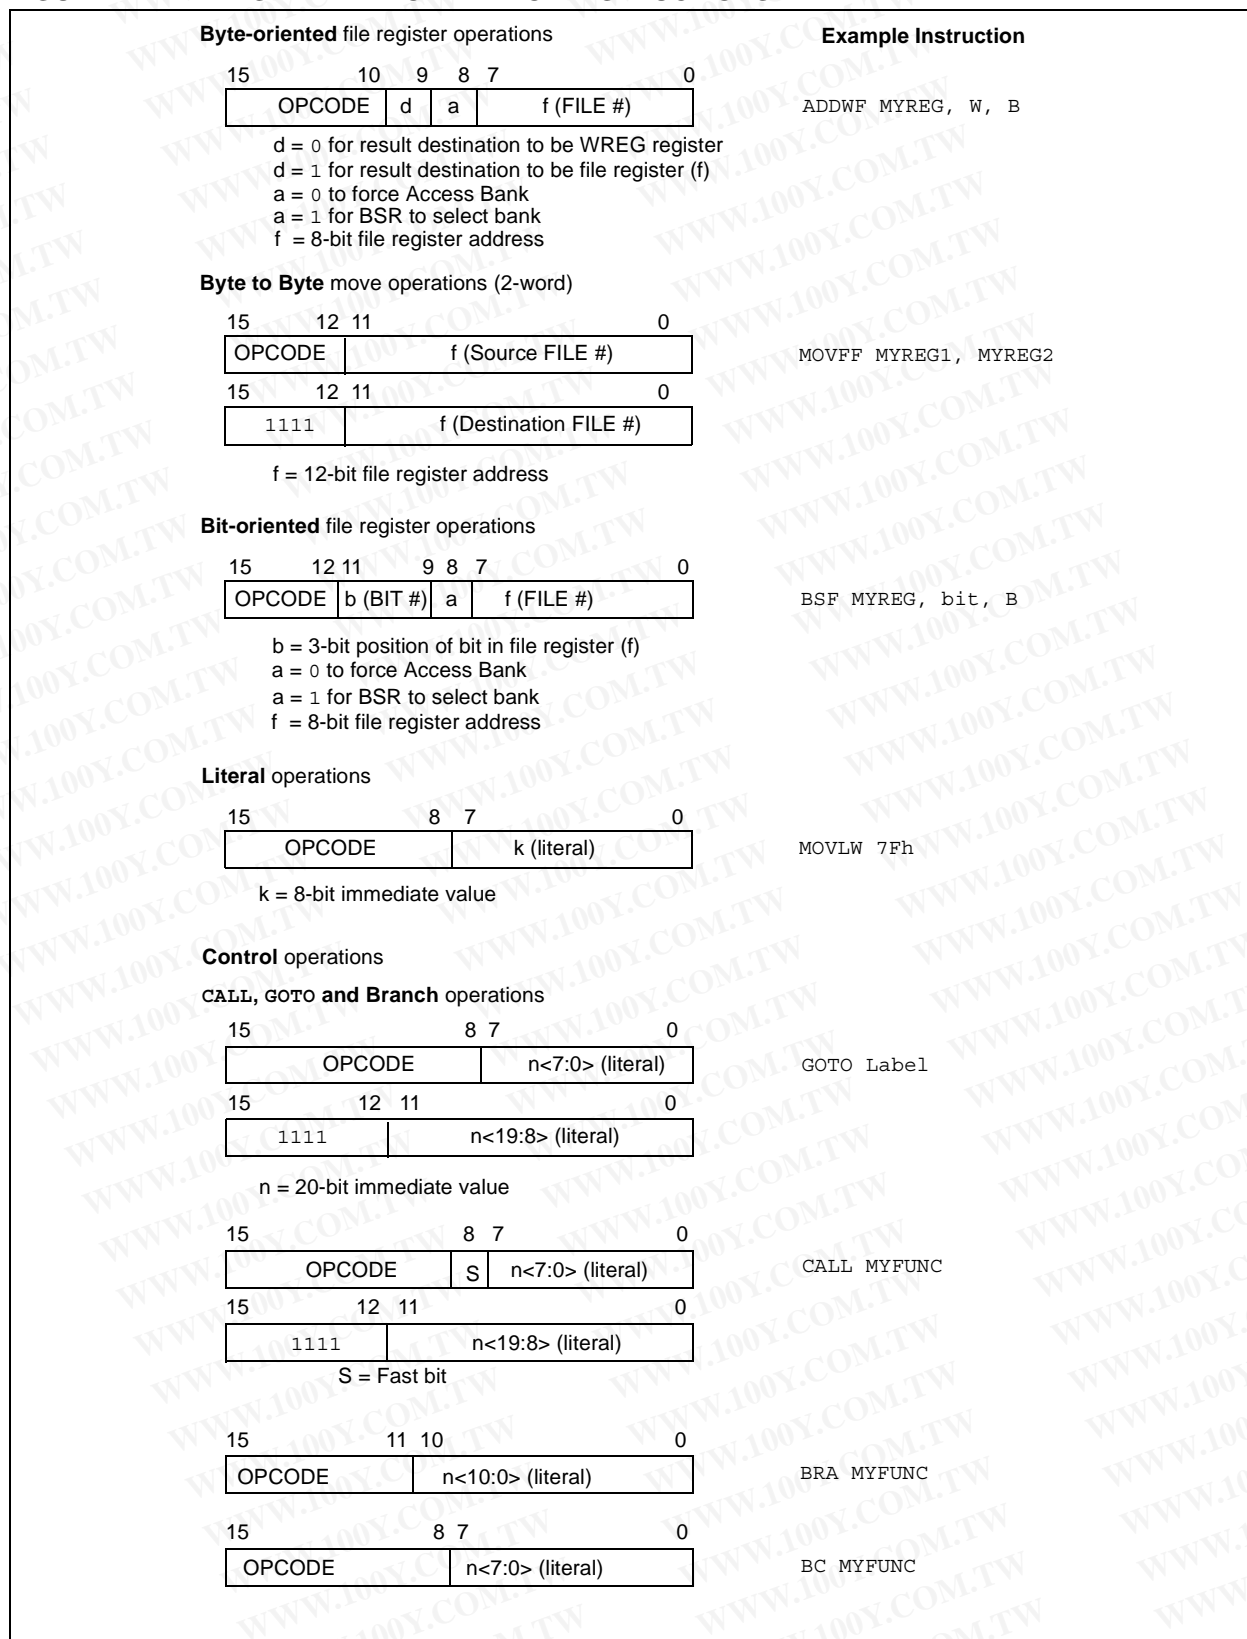 Byte-oriented file register operations
Example Instruction
15 10 9 8 7 0
OPCODE d a f (FILE #)
ADDWF MYREG, W, B
d = 0 for result destination to be WREG register
d = 1 for result destination to be file register (f)
a = 0 to force Access Bank
a = 1 for BSR to select bank
f = 8-bit file register address
Byte to Byte move operations (2-word)
15 12 11 0
OPCODE f (Source FILE #)
MOVFF MYREG1, MYREG2
15 12 11 0
1111 f (Destination FILE #)
f = 12-bit file register address
Bit-oriented file register operations
15 12 11 9 8 7 0
OPCODE b (BIT #) a f (FILE #)
BSF MYREG, bit, B
b = 3-bit position of bit in file register (f)
a = 0 to force Access Bank
a = 1 for BSR to select bank
f = 8-bit file register address
Literal operations
15 8 7 0
OPCODE k (literal)
MOVLW 7Fh
k = 8-bit immediate value
Control operations
CALL, GOTO and Branch operations
15 8 7 0
OPCODE n<7:0> (literal)
GOTO Label
15 12 11 0
1111 n<19:8> (literal)
n = 20-bit immediate value
15 8 7 0
OPCODE S n<7:0> (literal)
CALL MYFUNC
15 12 11 0
1111 n<19:8> (literal)
S = Fast bit
15 11 10 0
OPCODE n<10:0> (literal)
BRA MYFUNC
15 8 7 0
OPCODE n<7:0> (literal)
BC MYFUNC
WWW.100Y.COM.TW